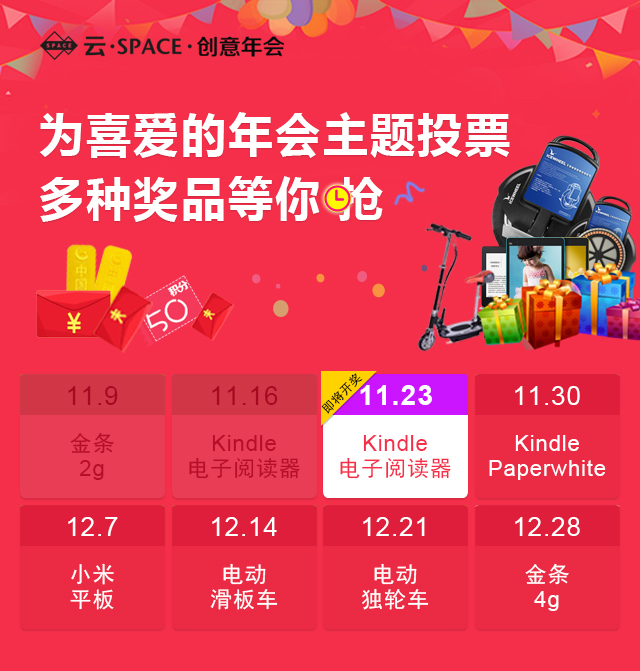 SPACE
云·SPACE·创意年会
为喜爱的年会主题投票
多种奖品等你抢
积分
50
¥
即将开奖
11.9
金条
2g
11.16
Kindle
电子阅读器
11.23
Kindle
电子阅读器
11.30
Kindle
Paperwhite
12.7
小米
平板
12.14
电动
滑板车
12.21
电动
独轮车
12.28
金条
4g